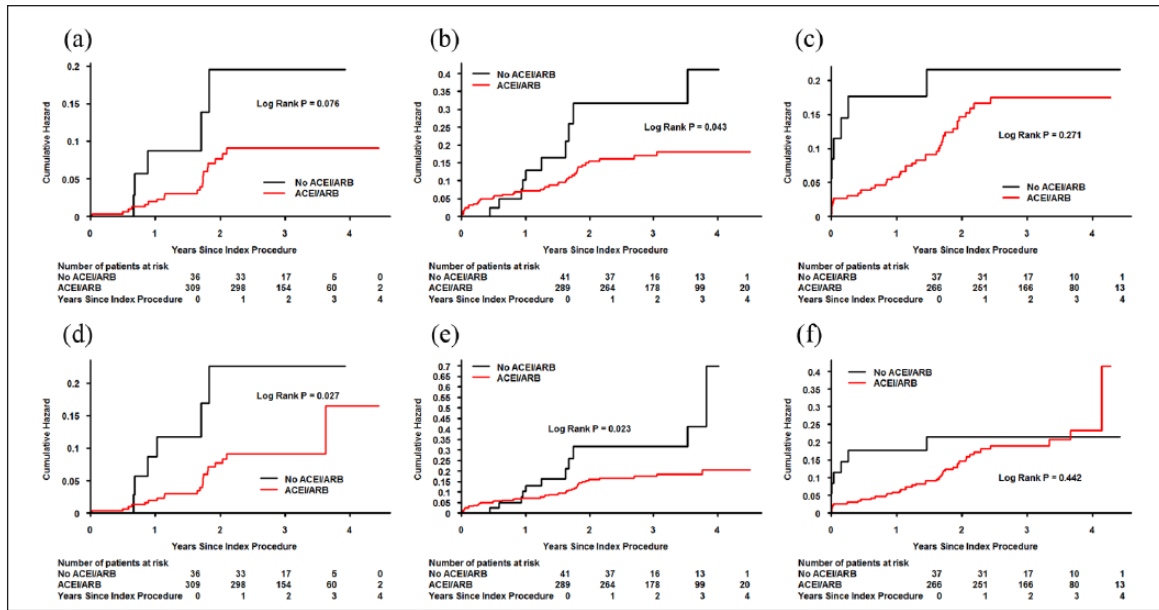 (a)
0.2
0.15
0.1
0.05
0
Cumulative Hazard
Log Rank P = 0.076
No ACEI/ARB
ACEI/ARB
0 1 2 3 4
Years Since Index Procedure
Number of patients at risk
No ACEI/ARB 36 33 17 5 0
ACEI/ARB 309 298 154 60 2
Years Since Index Procedure 0 1 2 3 4
(b)
No ACEI/ARB
ACEI/ARB
0.4
0.35
0.3
0.25
0.2
0.15
0.1
0.05
0
Cumulative Hazard
Log Rank P = 0.043
0 1 2 3 4
Years Since Index Procedure
Number of patients at risk
No ACEI/ARB 41 37 16 13 1
ACEI/ARB 289 264 178 99 20
Years Since Index Procedure 0 1 2 3 4
(c)
0.2
0.15
0.1
0.05
0
Cumulative Hazard
Log Rank P = 0.271
No ACEI/ARB
ACEI/ARB
0 1 2 3 4
Years Since Index Procedure
Number of patients at risk
No ACEI/ARB 37 31 17 10 1
ACEI/ARB 266 251 166 80 13
Years Since Index Procedure 0 1 2 3 4
(d)
0.2
0.15
0.1
0.05
0
Cumulative Hazard
Log Rank P = 0.027
No ACEI/ARB
ACEI/ARB
0 1 2 3 4
Years Since Index Procedure
Number of patients at risk
No ACEI/ARB 36 33 17 5 0
ACEI/ARB 309 298 154 60 2
Years Since Index Procedure 0 1 2 3 4
(e)
No ACEI/ARB
ACEI/ARB
0.7
0.65
0.6
0.55
0.5
0.45
0.4
0.35
0.3
0.25
0.2
0.15
0.1
0.05
0
Cumulative Hazard
Log Rank P = 0.023
0 1 2 3 4
Years Since Index Procedure
Number of patients at risk
No ACEI/ARB 41 37 16 13 1
ACEI/ARB 289 264 178 99 20
Years Since Index Procedure 0 1 2 3 4
(f)
No ACEI/ARB
ACEI/ARB
0.4
0.35
0.3
0.25
0.2
0.15
0.1
0.05
0
Cumulative Hazard
Log Rank P = 0.442
0 1 2 3 4
Years Since Index Procedure
Number of patients at risk
No ACEI/ARB 37 31 17 10 1
ACEI/ARB 266 251 166 80 13
Years Since Index Procedure 0 1 2 3 4